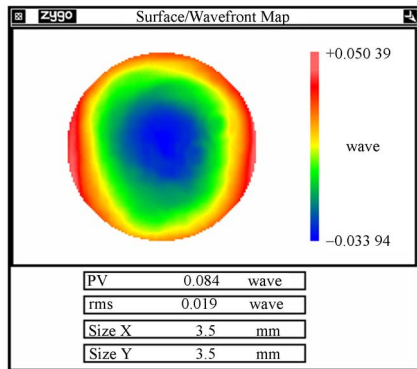 zygo Surface/Wavefront Map
+0.050 39
wave
−0.033 94
PV 0.084 wave
rms 0.019 wave
Size X 3.5 mm
Size Y 3.5 mm